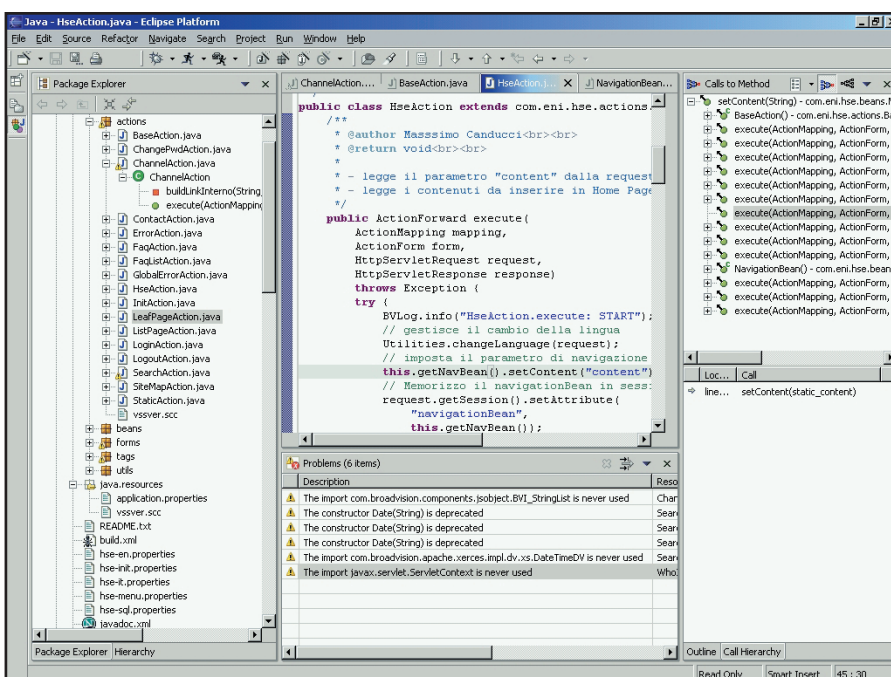 Java - HseAction.java - Eclipse Platform
File Edit Source Refactor Navigate Search Project Run Window Help
Package Explorer
actions
BaseAction.java
ChangePwdAction.java
ChannelAction.java
ChannelAction
buildLinkInterno(String,
execute(ActionMapping
ContactAction.java
ErrorAction.java
FaqAction.java
FaqListAction.java
GlobalErrorAction.java
HseAction.java
InitAction.java
LeafPageAction.java
ListPageAction.java
LoginAction.java
LogoutAction.java
SearchAction.java
SiteMapAction.java
StaticAction.java
vssver.scc
beans
forms
tags
utils
java.resources
application.properties
vssver.scc
README.txt
build.xml
hse-en.properties
hse-init.properties
hse-it.properties
hse-menu.properties
hse-sql.properties
javadoc.xml
Package Explorer Hierarchy
ChannelAction.... BaseAction.java HseAction.j... NavigationBean...
public class HseAction extends com.eni.hse.actions.
/**
* @author Masssimo Canducci<br><br>
* @return void<br><br>
*
* - legge il parametro "content" dalla request
* - legge i contenuti da inserire in Home Page
*/
public ActionForward execute(
ActionMapping mapping,
ActionForm form,
HttpServletRequest request,
HttpServletResponse response)
throws Exception {
try {
BVLog.info("HseAction.execute: START");
// gestisce il cambio della lingua
Utilities.changeLanguage(request);
// imposta il parametro di navigazione
this.getNavBean().setContent("content")
// Memorizzo il navigationBean in sess
request.getSession().setAttribute(
"navigationBean",
this.getNavBean());
Problems (6 items)
Description Reso
The import com.broadvision.components.jsobject.BVI_StringList is never used Char
The constructor Date(String) is deprecated Sear
The constructor Date(String) is deprecated Sear
The constructor Date(String) is deprecated Sear
The import com.broadvision.apache.xerces.impl.dv.xs.DateTimeDV is never used Sear
The import javax.servlet.ServletContext is never used Who
Calls to Method
setContent(String) - com.eni.hse.beans.N
BaseAction() - com.eni.hse.actions.Ba
execute(ActionMapping, ActionForm,
execute(ActionMapping, ActionForm,
execute(ActionMapping, ActionForm,
execute(ActionMapping, ActionForm,
execute(ActionMapping, ActionForm,
execute(ActionMapping, ActionForm,
execute(ActionMapping, ActionForm,
execute(ActionMapping, ActionForm,
execute(ActionMapping, ActionForm,
execute(ActionMapping, ActionForm,
NavigationBean() - com.eni.hse.bean
execute(ActionMapping, ActionForm,
execute(ActionMapping, ActionForm,
execute(ActionMapping, ActionForm,
Loc... Call
line... setContent(static_content)
Outline Call Hierarchy
Read Only Smart Insert 45 : 30